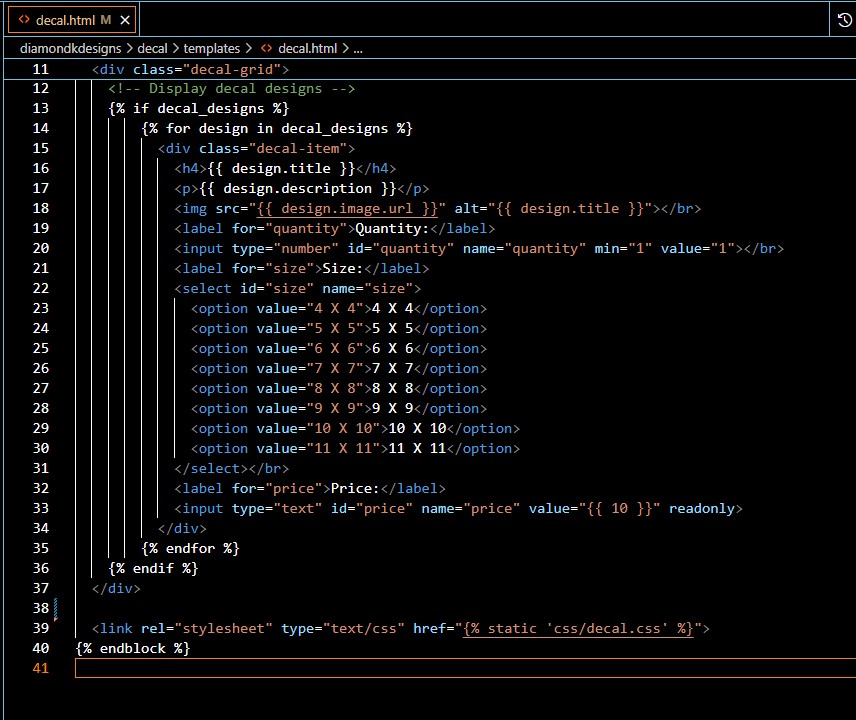 <> decal.html M ×
diamondkdesigns > decal > templates > <> decal.html > ...
11 <div class="decal-grid">
12 <!-- Display decal designs -->
13 {% if decal_designs %}
14 {% for design in decal_designs %}
15 <div class="decal-item">
16 <h4>{{ design.title }}</h4>
17 <p>{{ design.description }}</p>
18 <img src="{{ design.image.url }}" alt="{{ design.title }}"></br>
19 <label for="quantity">Quantity:</label>
20 <input type="number" id="quantity" name="quantity" min="1" value="1"></br>
21 <label for="size">Size:</label>
22 <select id="size" name="size">
23 <option value="4 X 4">4 X 4</option>
24 <option value="5 X 5">5 X 5</option>
25 <option value="6 X 6">6 X 6</option>
26 <option value="7 X 7">7 X 7</option>
27 <option value="8 X 8">8 X 8</option>
28 <option value="9 X 9">9 X 9</option>
29 <option value="10 X 10">10 X 10</option>
30 <option value="11 X 11">11 X 11</option>
31 </select></br>
32 <label for="price">Price:</label>
33 <input type="text" id="price" name="price" value="{{ 10 }}" readonly>
34 </div>
35 {% endfor %}
36 {% endif %}
37 </div>
38
39 <link rel="stylesheet" type="text/css" href="{% static 'css/decal.css' %}">
40 {% endblock %}
41